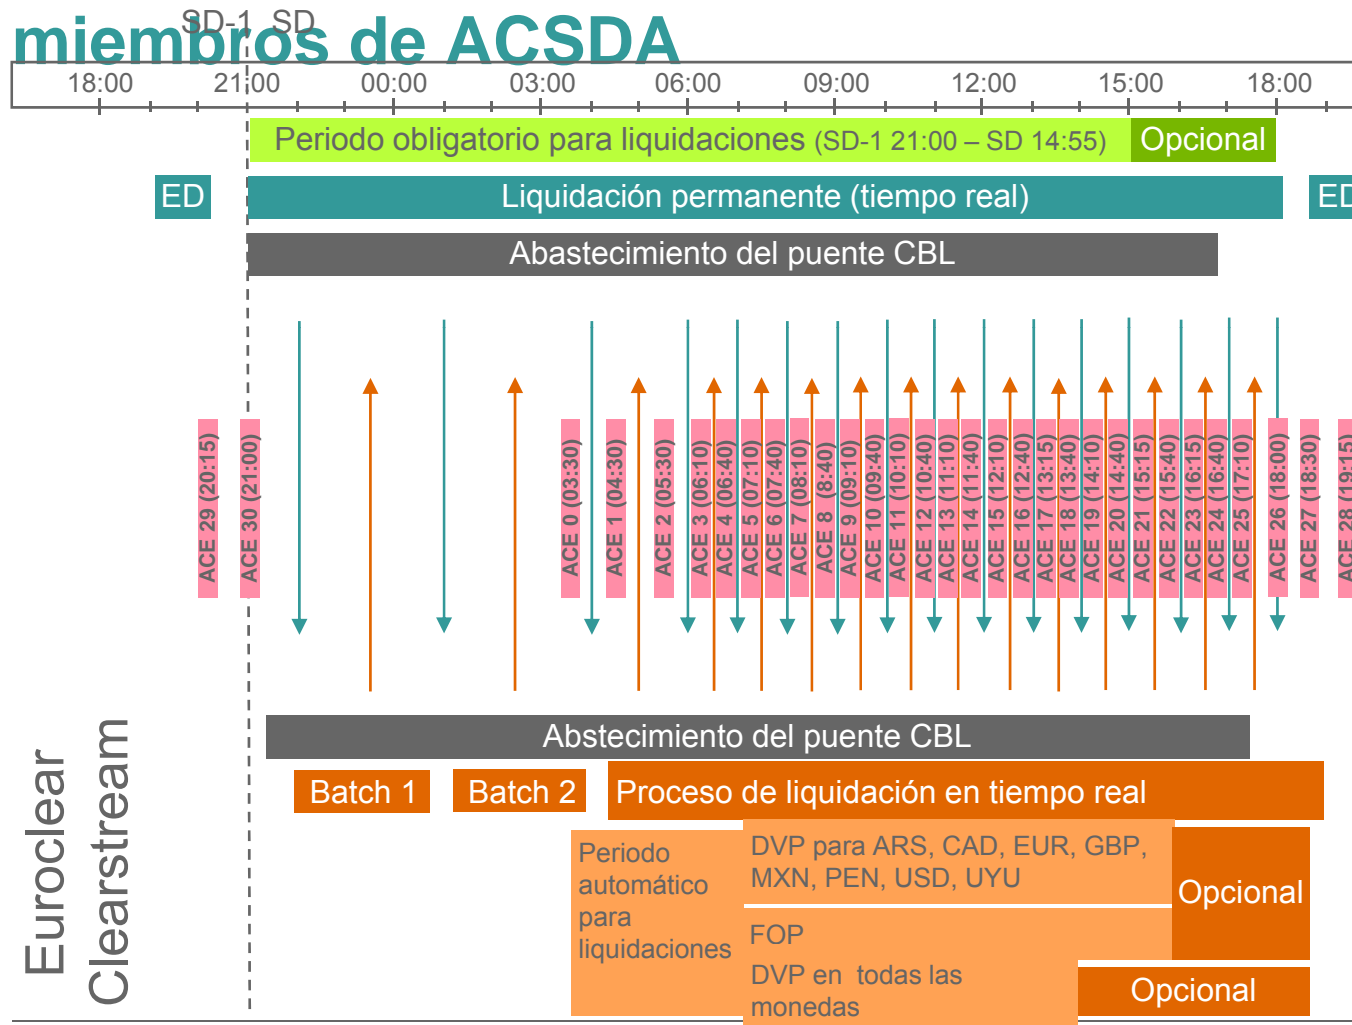 SD-1 SD
miembros de ACSDA
18:00 21:00 00:00 03:00 06:00 09:00 12:00 15:00 18:00
Periodo obligatorio para liquidaciones (SD-1 21:00 – SD 14:55) Opcional
ED Liquidación permanente (tiempo real) ED
Abastecimiento del puente CBL
ACE 29 (20:15)
ACE 30 (21:00)
ACE 0 (03:30)
ACE 1 (04:30)
ACE 2 (05:30)
ACE 3 (06:10)
ACE 4 (06:40)
ACE 5 (07:10)
ACE 6 (07:40)
ACE 7 (08:10)
ACE 8 (8:40)
ACE 9 (09:10)
ACE 10 (09:40)
ACE 11 (10:10)
ACE 12 (10:40)
ACE 13 (11:10)
ACE 14 (11:40)
ACE 15 (12:10)
ACE 16 (12:40)
ACE 17 (13:15)
ACE 18 (13:40)
ACE 19 (14:10)
ACE 20 (14:40)
ACE 21 (15:15)
ACE 22 (15:40)
ACE 23 (16:15)
ACE 24 (16:40)
ACE 25 (17:10)
ACE 26 (18:00)
ACE 27 (18:30)
ACE 28 (19:15)
Euroclear
Clearstream
Abstecimiento del puente CBL
Batch 1 Batch 2 Proceso de liquidación en tiempo real
Periodo
automático
para
liquidaciones
DVP para ARS, CAD, EUR, GBP,
MXN, PEN, USD, UYU
Opcional
FOP
DVP en todas las
monedas
Opcional